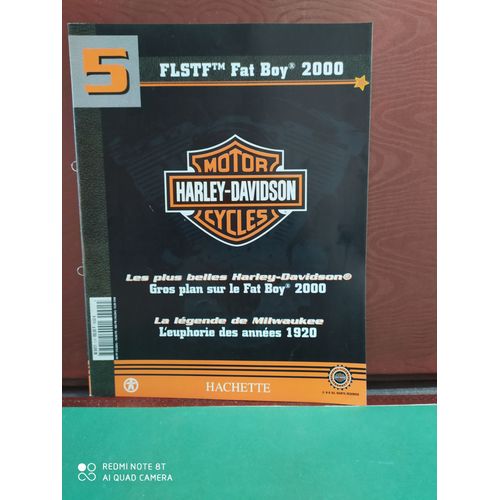 5
FLSTF™ Fat Boy® 2000
MOTOR
HARLEY-DAVIDSON
CYCLES
Les plus belles Harley-Davidson®
Gros plan sur le Fat Boy® 2000
La légende de Milwaukee
L'euphorie des années 1920
HACHETTE
REDMI NOTE 8T
AI QUAD CAMERA